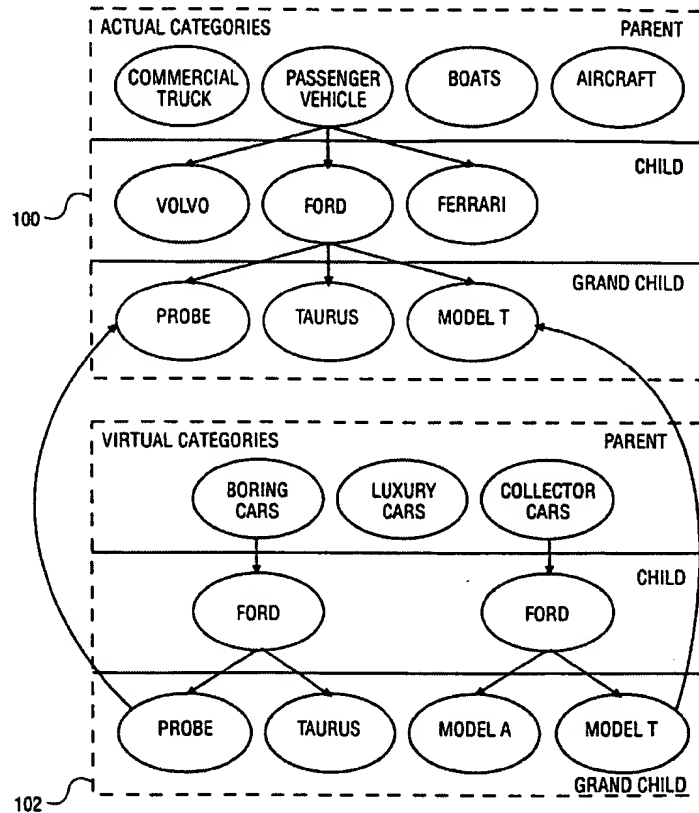 ACTUAL CATEGORIES
PARENT
COMMERCIAL
TRUCK
PASSENGER
VEHICLE
BOATS
AIRCRAFT
CHILD
100
VOLVO
FORD
FERRARI
GRAND CHILD
PROBE
TAURUS
MODEL T
VIRTUAL CATEGORIES
PARENT
BORING
CARS
LUXURY
CARS
COLLECTOR
CARS
CHILD
FORD
FORD
PROBE
TAURUS
MODEL A
MODEL T
GRAND CHILD
102